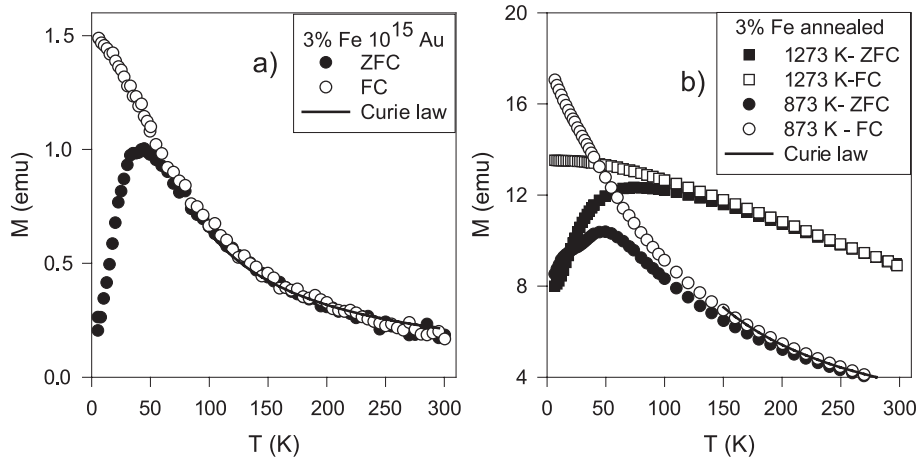 3% Fe 10¹⁵ Au
ZFC
FC
Curie law
a)
1.5
1.0
0.5
0.0
M (emu)
0 50 100 150 200 250 300
T (K)
3% Fe annealed
1273 K- ZFC
1273 K-FC
873 K- ZFC
873 K - FC
Curie law
b)
20
16
12
8
4
M (emu)
0 50 100 150 200 250 300
T (K)